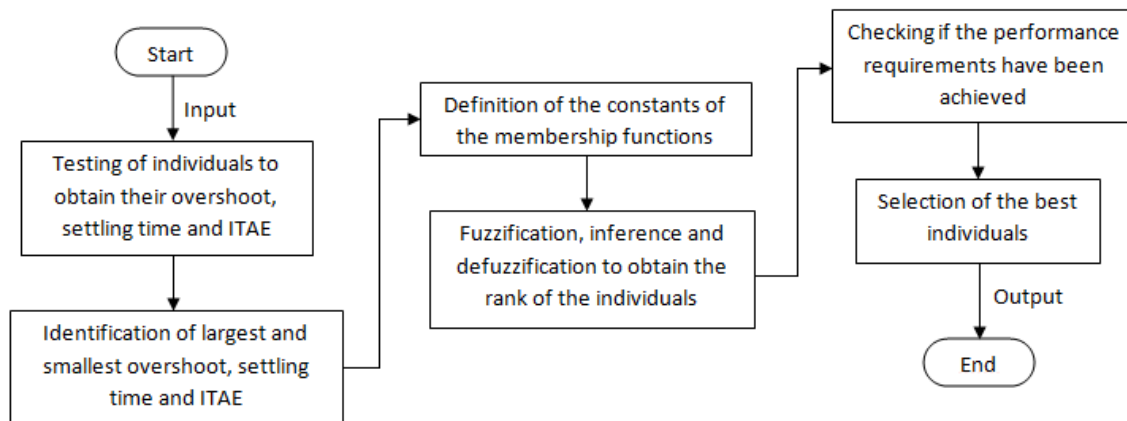 Start
Input
Testing of individuals to
obtain their overshoot,
settling time and ITAE
Identification of largest and
smallest overshoot, settling
time and ITAE
Definition of the constants of
the membership functions
Fuzzification, inference and
defuzzification to obtain the
rank of the individuals
Checking if the performance
requirements have been
achieved
Selection of the best
individuals
Output
End